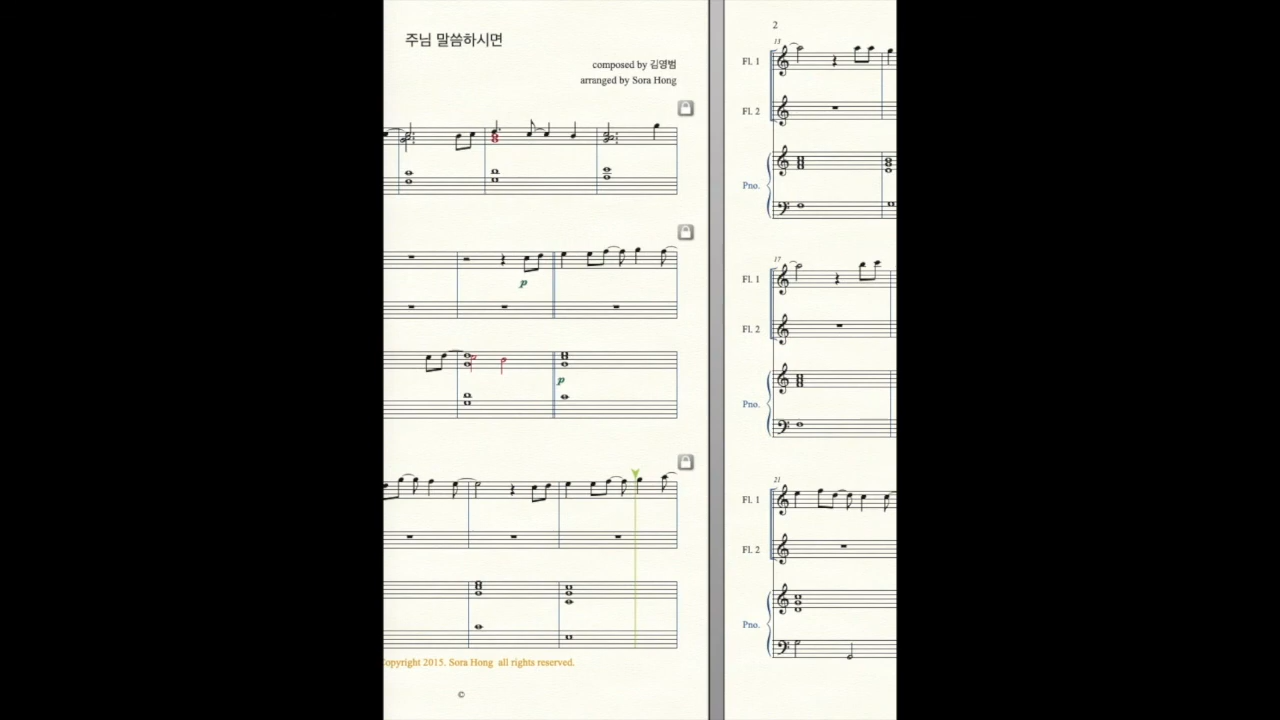 주님 말씀하시면
composed by 김영범
arranged by Sora Hong
p
p
opyright 2015. Sora Hong all rights reserved.
©
2
13
Fl. 1
Fl. 2
Pno.
17
Fl. 1
Fl. 2
Pno.
21
Fl. 1
Fl. 2
Pno.